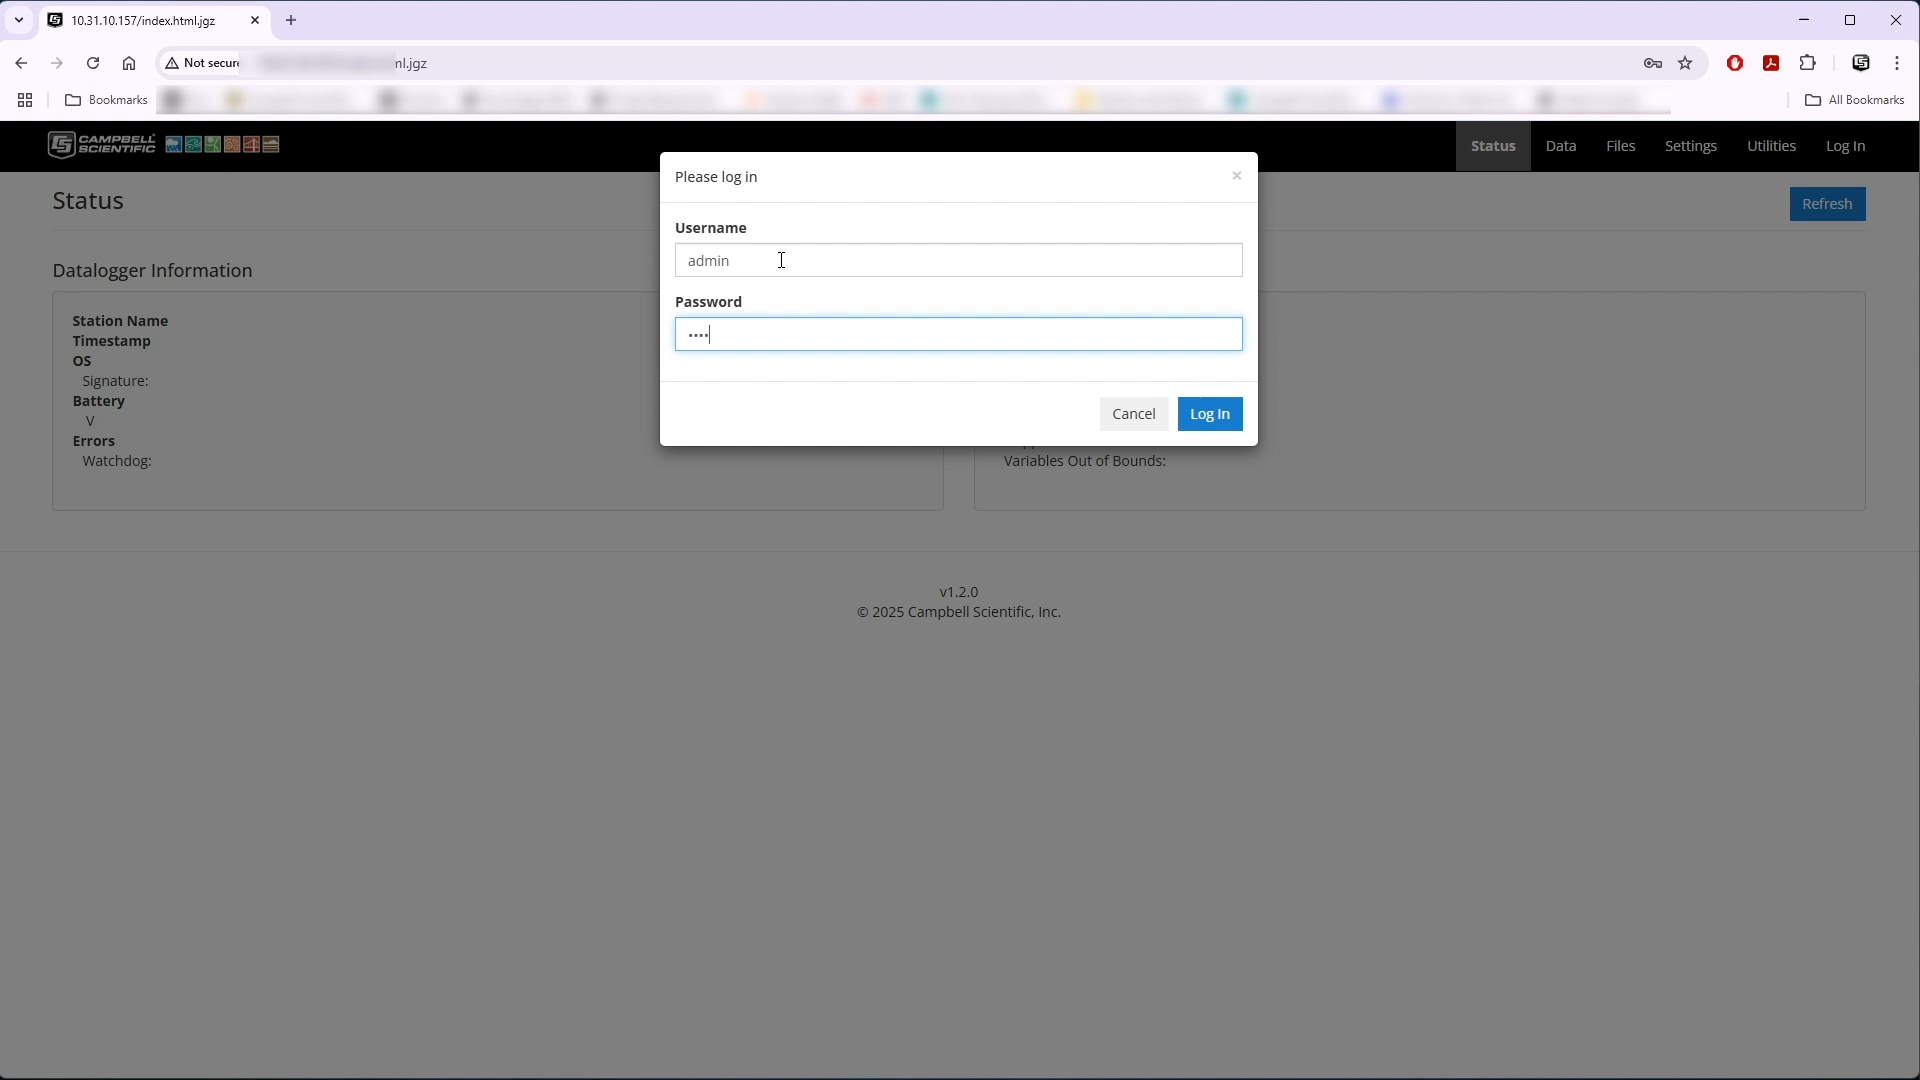 10.31.10.157/index.html.jgz
Not secure
ml.jgz
Bookmarks
All Bookmarks
CAMPBELL
SCIENTIFIC
Status
Data
Files
Settings
Utilities
Log In
Please log in
×
Status
Refresh
Username
admin
Datalogger Information
Password
••••
Station Name
Timestamp
OS
Signature:
Battery
V
Cancel
Log In
Errors
Watchdog:
Variables Out of Bounds:
v1.2.0
© 2025 Campbell Scientific, Inc.